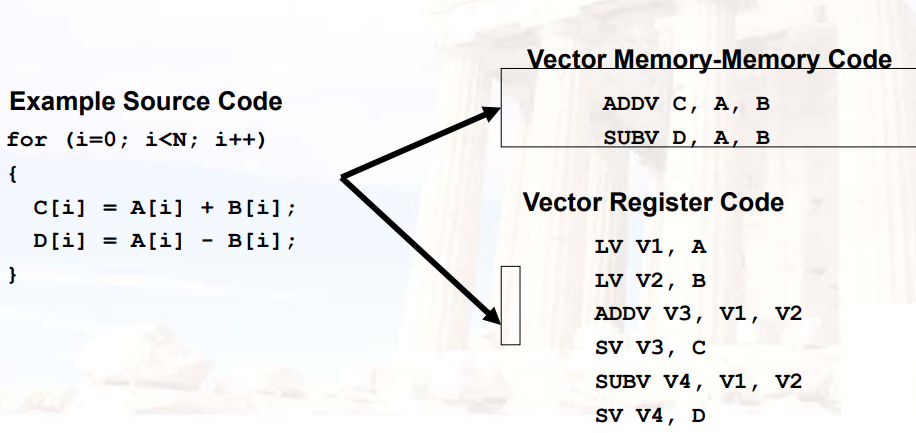 Example Source Code
for (i=0; i<N; i++)
{
C[i] = A[i] + B[i];
D[i] = A[i] - B[i];
}
Vector Memory-Memory Code
ADDV C, A, B
SUBV D, A, B
Vector Register Code
LV V1, A
LV V2, B
ADDV V3, V1, V2
SV V3, C
SUBV V4, V1, V2
SV V4, D